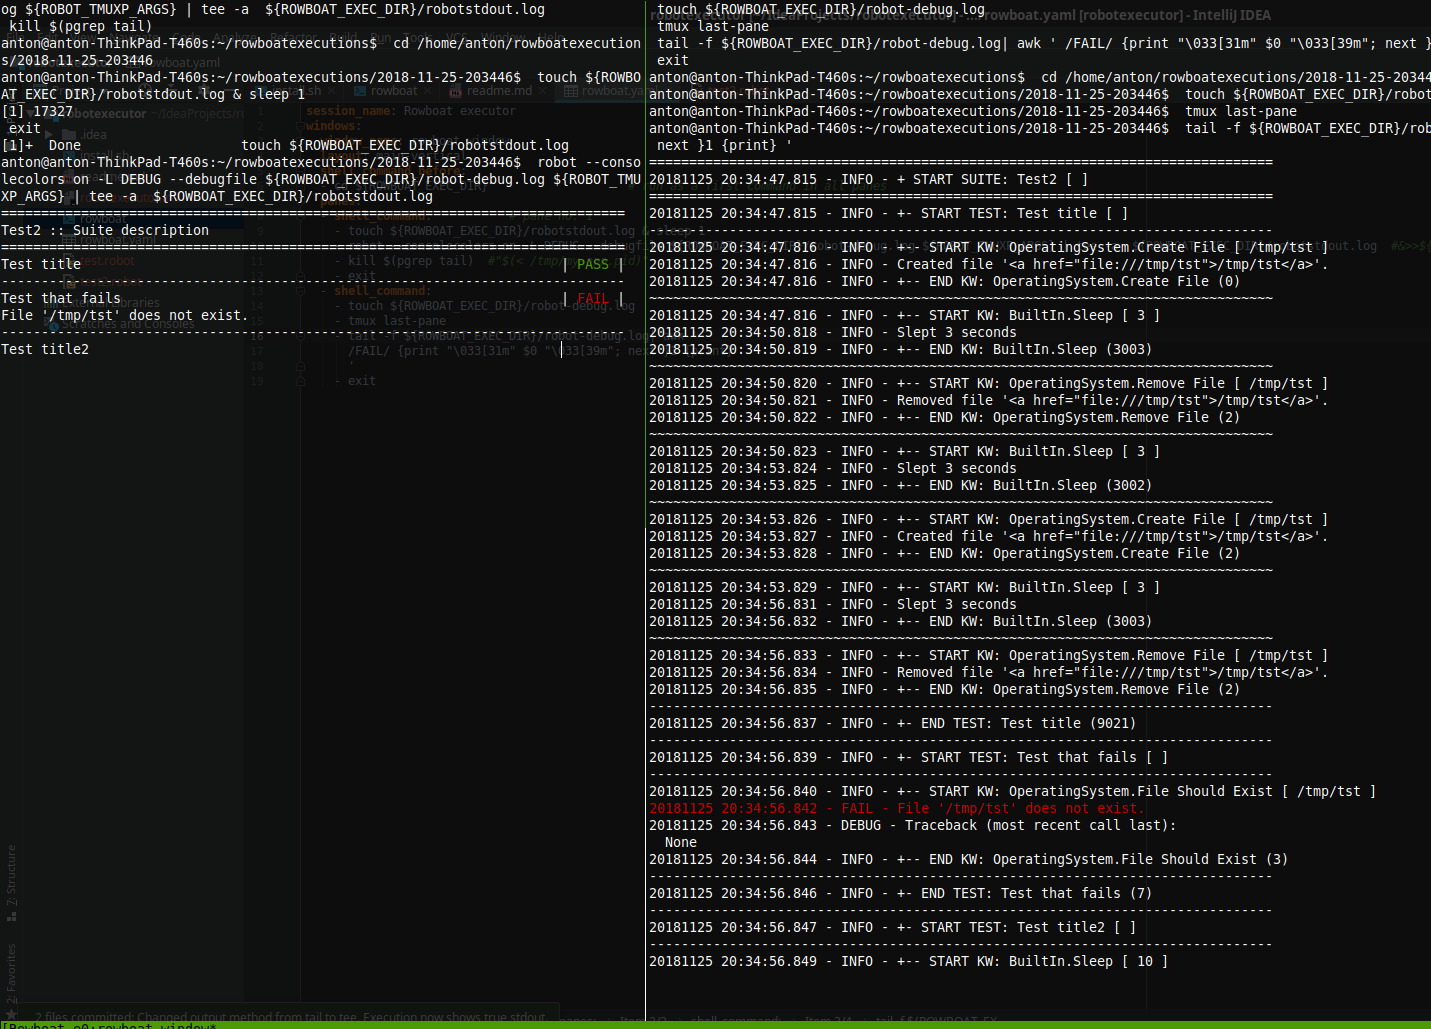 og ${ROBOT_TMUXP_ARGS} | tee -a  ${ROWBOAT_EXEC_DIR}/robotstdout.log
 kill $(pgrep tail)
anton@anton-ThinkPad-T460s:~/rowboatexecutions$  cd /home/anton/rowboatexecution
s/2018-11-25-203446
anton@anton-ThinkPad-T460s:~/rowboatexecutions/2018-11-25-203446$  touch ${ROWBO
AT_EXEC_DIR}/robotstdout.log & sleep 1
[1] 17327
 exit
[1]+  Done                    touch ${ROWBOAT_EXEC_DIR}/robotstdout.log
anton@anton-ThinkPad-T460s:~/rowboatexecutions/2018-11-25-203446$  robot --conso
lecolors on -L DEBUG --debugfile ${ROWBOAT_EXEC_DIR}/robot-debug.log ${ROBOT_TMU
XP_ARGS} | tee -a  ${ROWBOAT_EXEC_DIR}/robotstdout.log
==============================================================================
Test2 :: Suite description
==============================================================================
Test title                                                            | PASS |
------------------------------------------------------------------------------
Test that fails                                                       | FAIL |
File '/tmp/tst' does not exist.
------------------------------------------------------------------------------
Test title2
 touch ${ROWBOAT_EXEC_DIR}/robot-debug.log
 tmux last-pane
 tail -f ${ROWBOAT_EXEC_DIR}/robot-debug.log| awk ' /FAIL/ {print "\033[31m" $0 "\033[39m"; next }
 exit
anton@anton-ThinkPad-T460s:~/rowboatexecutions$  cd /home/anton/rowboatexecutions/2018-11-25-20344
anton@anton-ThinkPad-T460s:~/rowboatexecutions/2018-11-25-203446$  touch ${ROWBOAT_EXEC_DIR}/robot
anton@anton-ThinkPad-T460s:~/rowboatexecutions/2018-11-25-203446$  tmux last-pane
anton@anton-ThinkPad-T460s:~/rowboatexecutions/2018-11-25-203446$  tail -f ${ROWBOAT_EXEC_DIR}/rob
 next }1 {print} '
==============================================================================
20181125 20:34:47.815 - INFO - + START SUITE: Test2 [ ]
==============================================================================
20181125 20:34:47.815 - INFO - +- START TEST: Test title [ ]
------------------------------------------------------------------------------
20181125 20:34:47.816 - INFO - +-- START KW: OperatingSystem.Create File [ /tmp/tst ]
20181125 20:34:47.816 - INFO - Created file '<a href="file:///tmp/tst">/tmp/tst</a>'.
20181125 20:34:47.816 - INFO - +-- END KW: OperatingSystem.Create File (0)
~~~~~~~~~~~~~~~~~~~~~~~~~~~~~~~~~~~~~~~~~~~~~~~~~~~~~~~~~~~~~~~~~~~~~~~~~~~~~~
20181125 20:34:47.816 - INFO - +-- START KW: BuiltIn.Sleep [ 3 ]
20181125 20:34:50.818 - INFO - Slept 3 seconds
20181125 20:34:50.819 - INFO - +-- END KW: BuiltIn.Sleep (3003)
~~~~~~~~~~~~~~~~~~~~~~~~~~~~~~~~~~~~~~~~~~~~~~~~~~~~~~~~~~~~~~~~~~~~~~~~~~~~~~
20181125 20:34:50.820 - INFO - +-- START KW: OperatingSystem.Remove File [ /tmp/tst ]
20181125 20:34:50.821 - INFO - Removed file '<a href="file:///tmp/tst">/tmp/tst</a>'.
20181125 20:34:50.822 - INFO - +-- END KW: OperatingSystem.Remove File (2)
~~~~~~~~~~~~~~~~~~~~~~~~~~~~~~~~~~~~~~~~~~~~~~~~~~~~~~~~~~~~~~~~~~~~~~~~~~~~~~
20181125 20:34:50.823 - INFO - +-- START KW: BuiltIn.Sleep [ 3 ]
20181125 20:34:53.824 - INFO - Slept 3 seconds
20181125 20:34:53.825 - INFO - +-- END KW: BuiltIn.Sleep (3002)
~~~~~~~~~~~~~~~~~~~~~~~~~~~~~~~~~~~~~~~~~~~~~~~~~~~~~~~~~~~~~~~~~~~~~~~~~~~~~~
20181125 20:34:53.826 - INFO - +-- START KW: OperatingSystem.Create File [ /tmp/tst ]
20181125 20:34:53.827 - INFO - Created file '<a href="file:///tmp/tst">/tmp/tst</a>'.
20181125 20:34:53.828 - INFO - +-- END KW: OperatingSystem.Create File (2)
~~~~~~~~~~~~~~~~~~~~~~~~~~~~~~~~~~~~~~~~~~~~~~~~~~~~~~~~~~~~~~~~~~~~~~~~~~~~~~
20181125 20:34:53.829 - INFO - +-- START KW: BuiltIn.Sleep [ 3 ]
20181125 20:34:56.831 - INFO - Slept 3 seconds
20181125 20:34:56.832 - INFO - +-- END KW: BuiltIn.Sleep (3003)
~~~~~~~~~~~~~~~~~~~~~~~~~~~~~~~~~~~~~~~~~~~~~~~~~~~~~~~~~~~~~~~~~~~~~~~~~~~~~~
20181125 20:34:56.833 - INFO - +-- START KW: OperatingSystem.Remove File [ /tmp/tst ]
20181125 20:34:56.834 - INFO - Removed file '<a href="file:///tmp/tst">/tmp/tst</a>'.
20181125 20:34:56.835 - INFO - +-- END KW: OperatingSystem.Remove File (2)
------------------------------------------------------------------------------
20181125 20:34:56.837 - INFO - +- END TEST: Test title (9021)
------------------------------------------------------------------------------
20181125 20:34:56.839 - INFO - +- START TEST: Test that fails [ ]
------------------------------------------------------------------------------
20181125 20:34:56.840 - INFO - +-- START KW: OperatingSystem.File Should Exist [ /tmp/tst ]
20181125 20:34:56.842 - FAIL - File '/tmp/tst' does not exist.
20181125 20:34:56.843 - DEBUG - Traceback (most recent call last):
  None
20181125 20:34:56.844 - INFO - +-- END KW: OperatingSystem.File Should Exist (3)
------------------------------------------------------------------------------
20181125 20:34:56.846 - INFO - +- END TEST: Test that fails (7)
------------------------------------------------------------------------------
20181125 20:34:56.847 - INFO - +- START TEST: Test title2 [ ]
------------------------------------------------------------------------------
20181125 20:34:56.849 - INFO - +-- START KW: BuiltIn.Sleep [ 10 ]
2 files committed: Changed output method from tail to tee. Execution now shows true stdout.